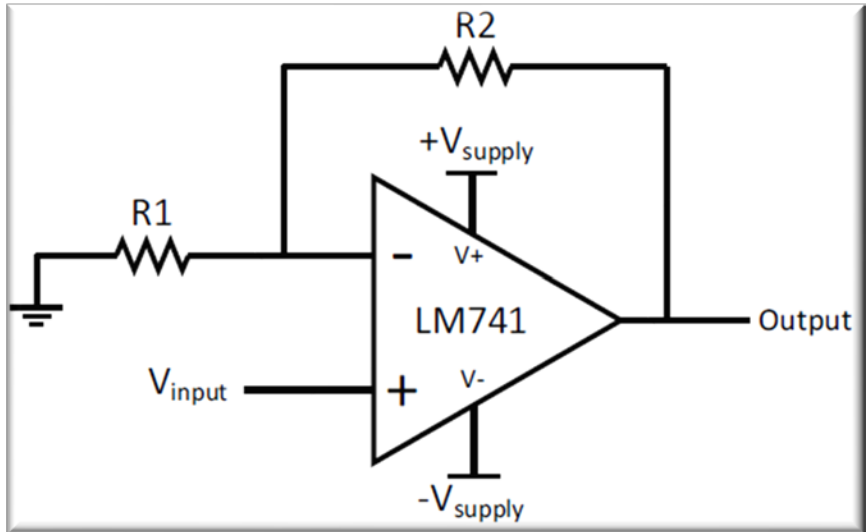 R2
+Vsupply
R1
-
V+
LM741
Output
Vinput
+
V-
-Vsupply